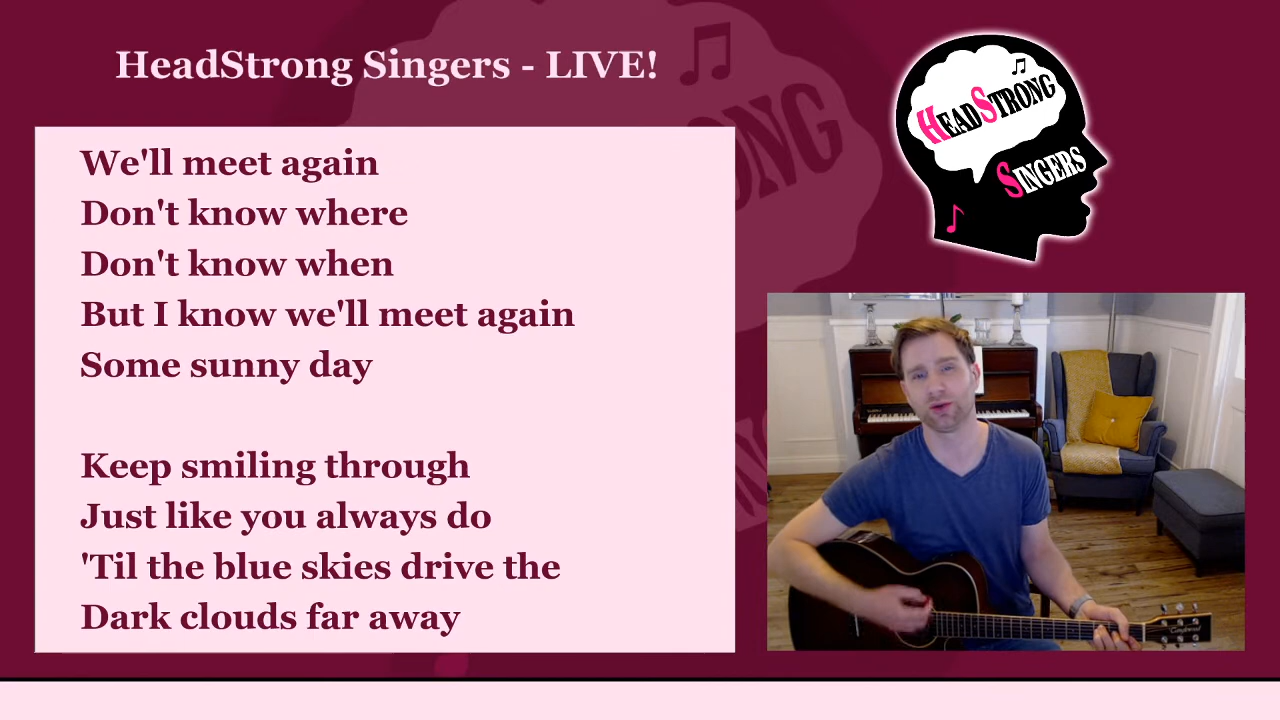 HeadStrong Singers - LIVE!
We'll meet again
Don't know where
Don't know when
But I know we'll meet again
Some sunny day
Keep smiling through
Just like you always do
'Til the blue skies drive the
Dark clouds far away
HEADSTRONG
SINGERS
Tanglewood